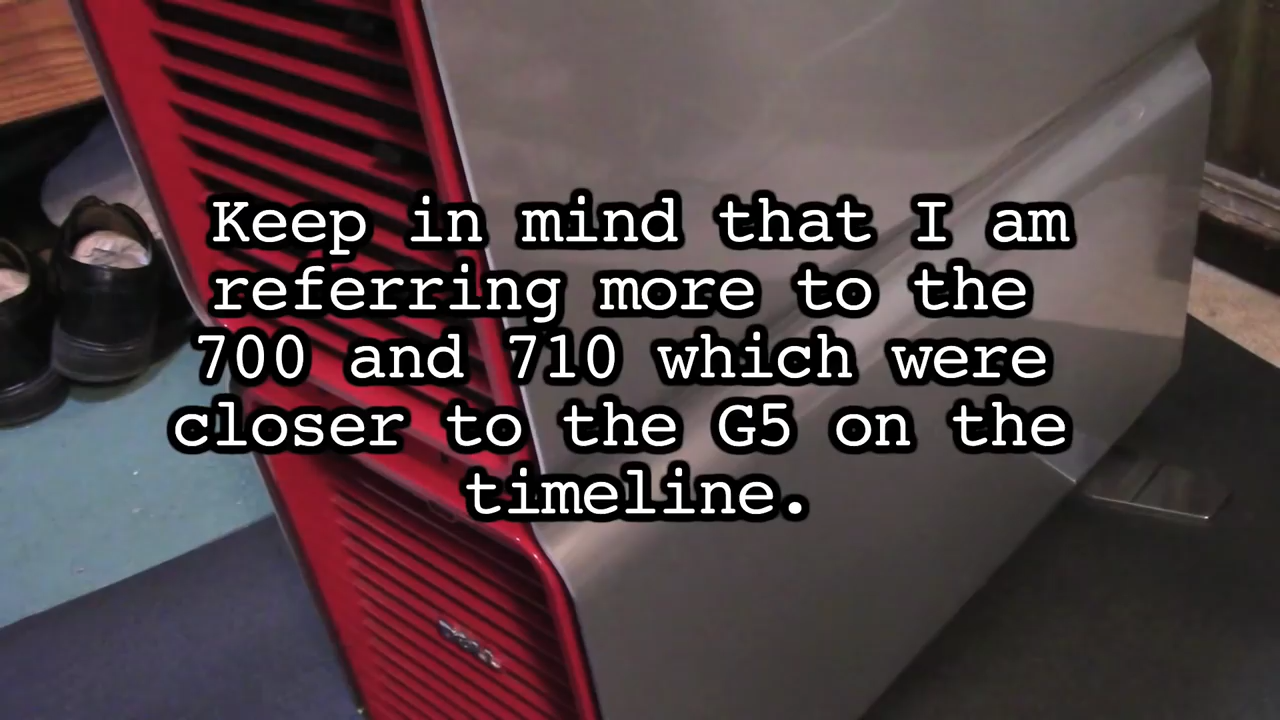 Keep in mind that I am
referring more to the
700 and 710 which were
closer to the G5 on the
timeline.